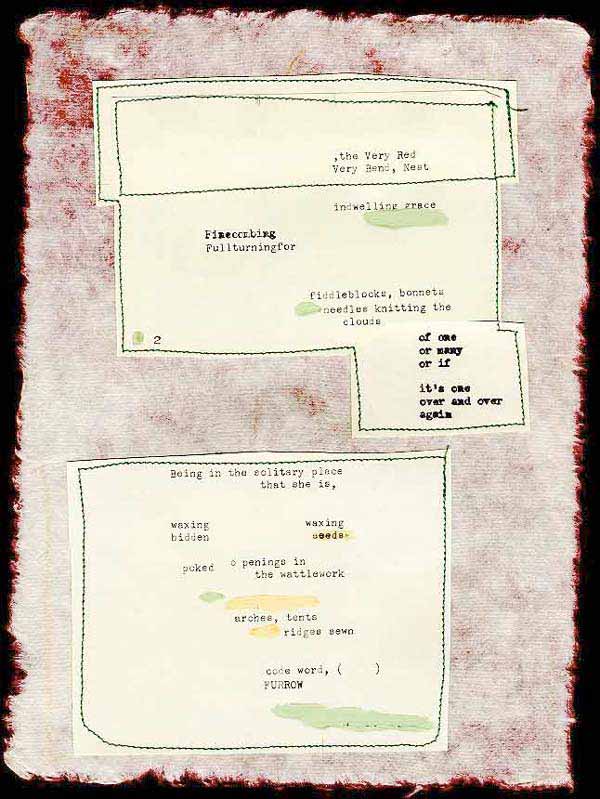 ,the Very Red
Very Bend, Nest
indwelling grace
Finecombing
Fullturningfor
fiddleblocks, bonnets
needles knitting the
clouds
2
of one
or many
or if
it's one
over and over
again
Being in the solitary place
that she is,
waxing waxing
hidden seeds
poked o penings in
the wattlework
arches, tents
ridges sewn
code word, ( )
FURROW